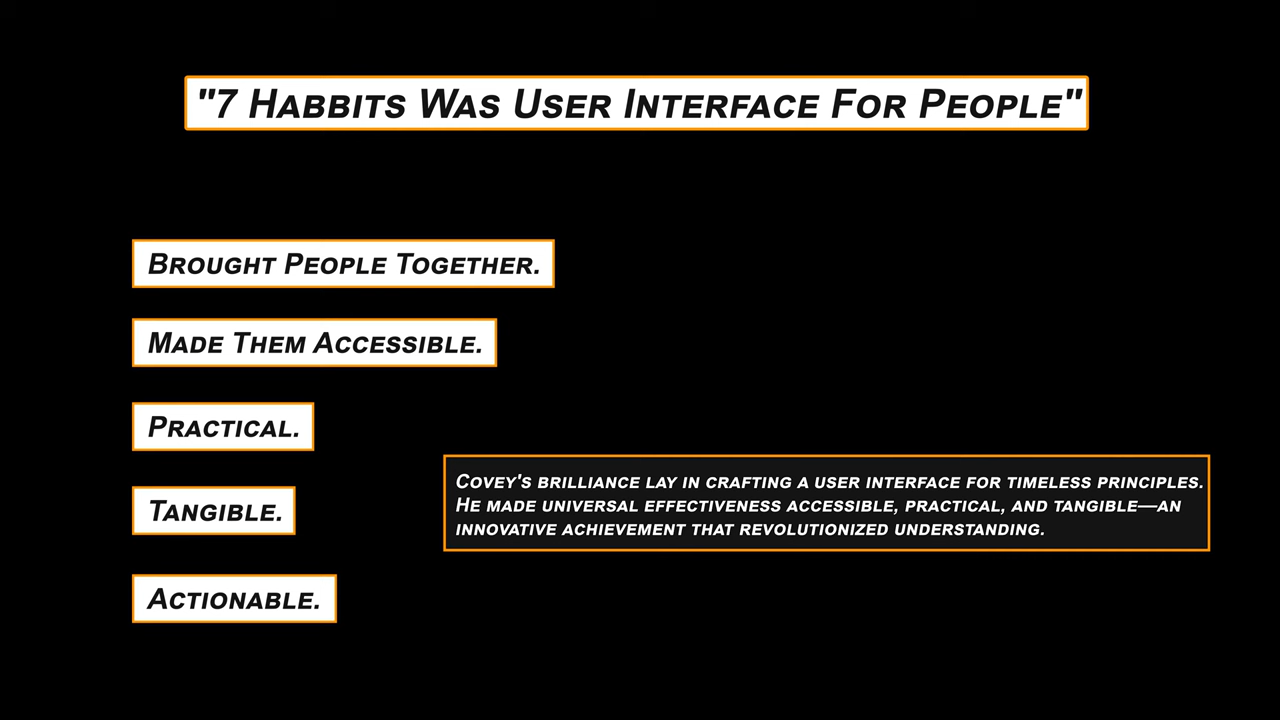 "7 Habbits Was User Interface For People"
Brought People Together.
Made Them Accessible.
Practical.
Tangible.
Actionable.
Covey's brilliance lay in crafting a user interface for timeless principles.
He made universal effectiveness accessible, practical, and tangible—an
innovative achievement that revolutionized understanding.